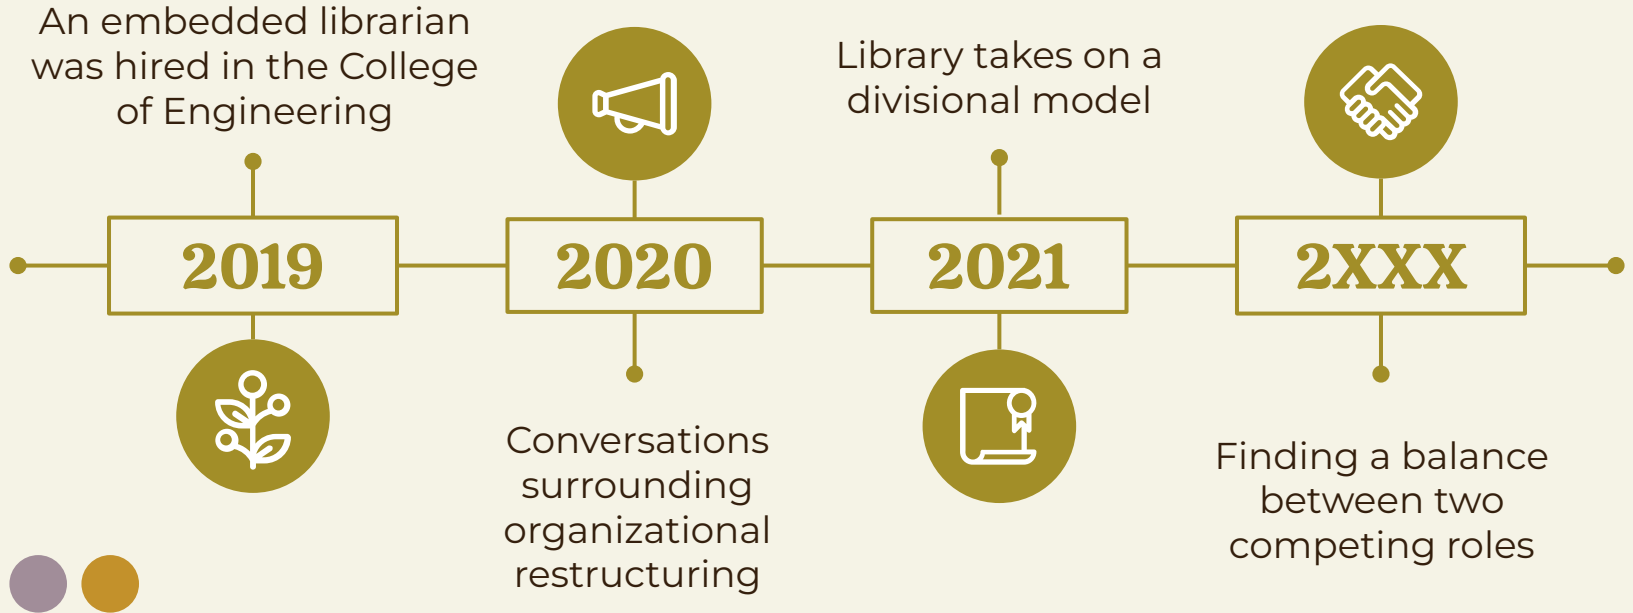 An embedded librarian
was hired in the College
of Engineering
2019
2020
Conversations
surrounding
organizational
restructuring
Library takes on a
divisional model
2021
2XXX
Finding a balance
between two
competing roles